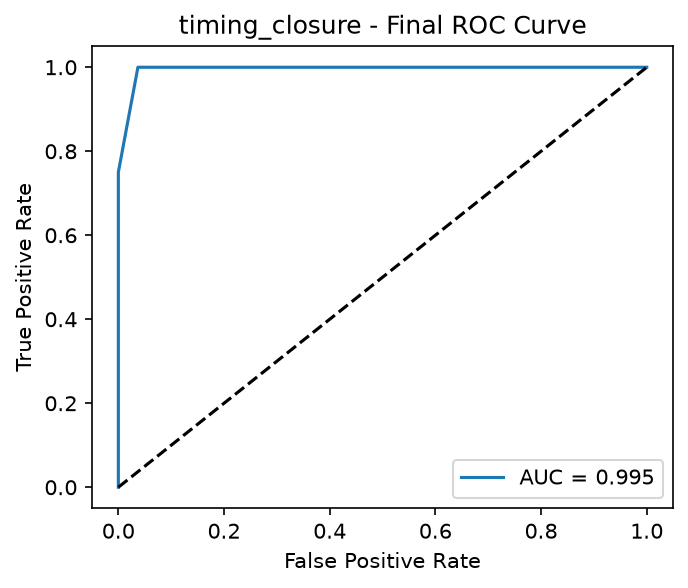 timing_closure - Final ROC Curve
True Positive Rate
1.0
0.8
0.6
0.4
0.2
0.0
0.0 0.2 0.4 0.6 0.8 1.0
False Positive Rate
AUC = 0.995